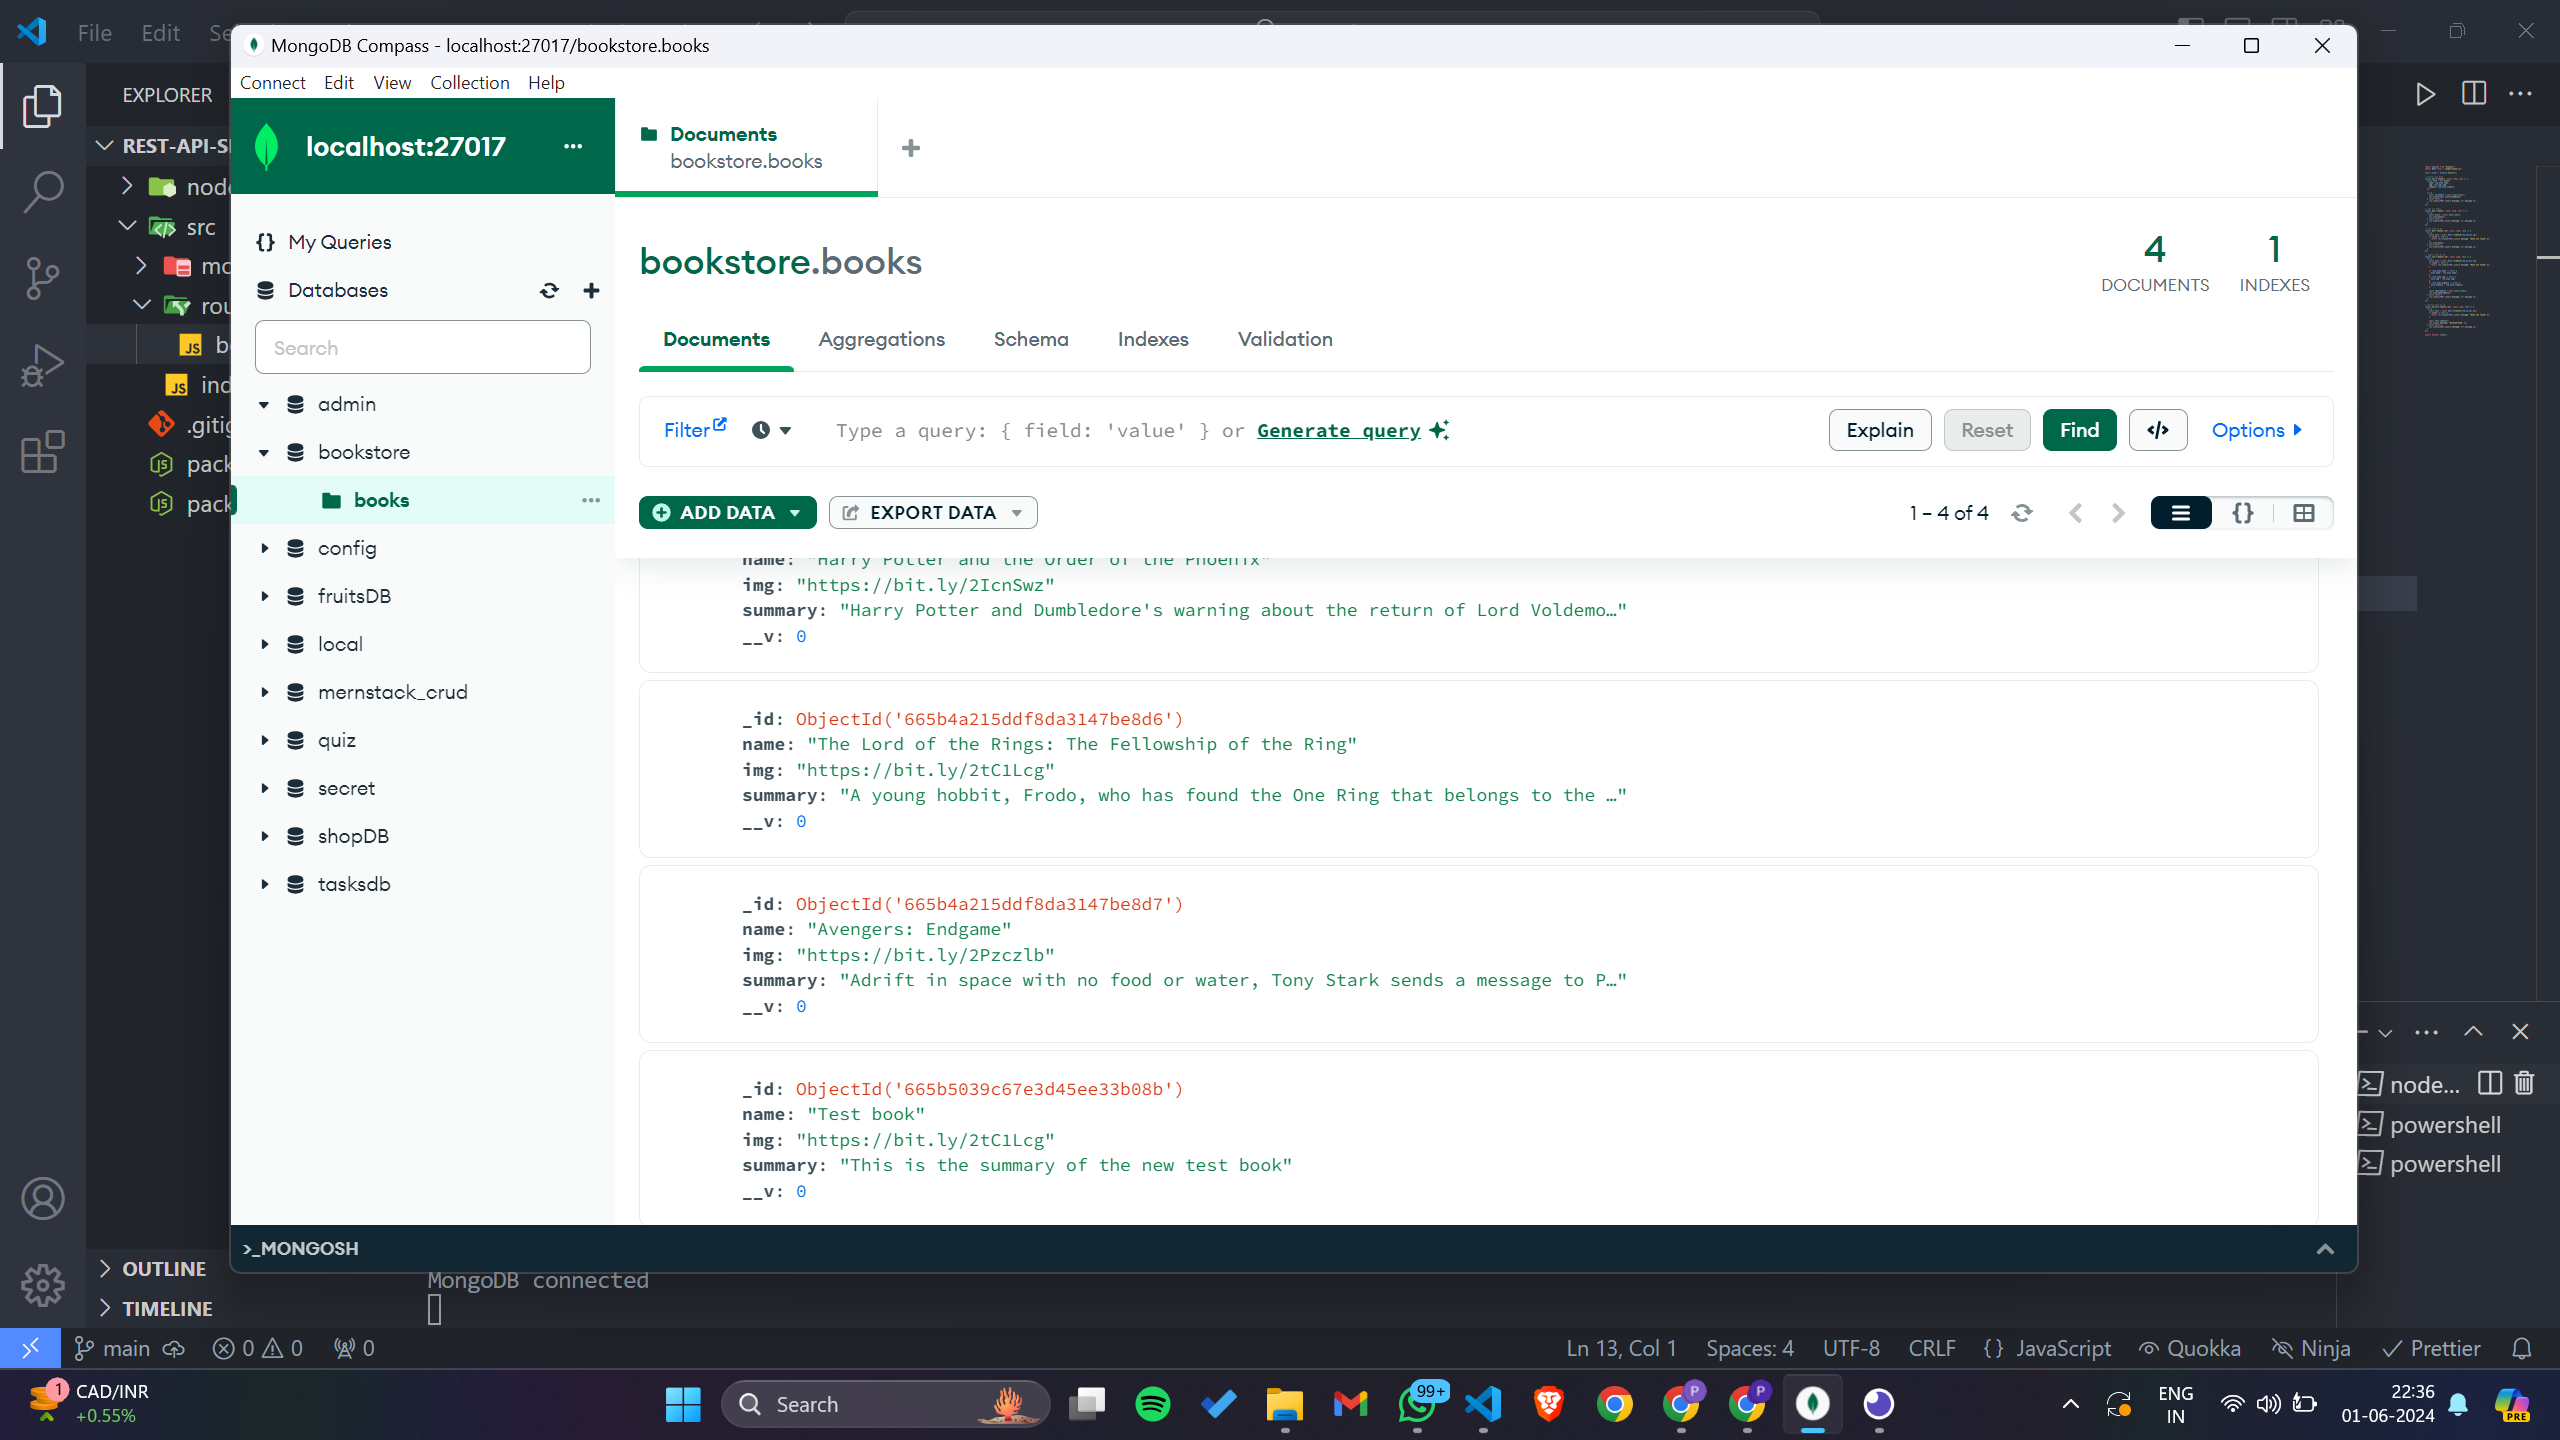 File Edit
MongoDB Compass - localhost:27017/bookstore.books
Connect Edit View Collection Help
EXPLORER
src
localhost:27017
My Queries
Databases
Search
admin
bookstore
books
config
fruitsDB
local
mernstack_crud
quiz
secret
shopDB
tasksdb
Documents
bookstore.books
bookstore.books
4
DOCUMENTS
1
INDEXES
Documents Aggregations Schema Indexes Validation
Filter Type a query: { field: 'value' } or Generate query Explain Reset Find </> Options
ADD DATA EXPORT DATA 1 – 4 of 4 {}
name: "Harry Potter and the Order of the Phoenix"
img: "https://bit.ly/2IcnSwz"
summary: "Harry Potter and Dumbledore's warning about the return of Lord Voldemo…"
__v: 0
_id: ObjectId('665b4a215ddf8da3147be8d6')
name: "The Lord of the Rings: The Fellowship of the Ring"
img: "https://bit.ly/2tC1Lcg"
summary: "A young hobbit, Frodo, who has found the One Ring that belongs to the …"
__v: 0
_id: ObjectId('665b4a215ddf8da3147be8d7')
name: "Avengers: Endgame"
img: "https://bit.ly/2Pzczlb"
summary: "Adrift in space with no food or water, Tony Stark sends a message to P…"
__v: 0
_id: ObjectId('665b5039c67e3d45ee33b08b')
name: "Test book"
img: "https://bit.ly/2tC1Lcg"
summary: "This is the summary of the new test book"
__v: 0
>_MONGOSH
node...
powershell
powershell
OUTLINE
TIMELINE
MongoDB connected
main 0 0 0 Ln 13, Col 1 Spaces: 4 UTF-8 CRLF {} JavaScript Quokka Ninja Prettier
1 CAD/INR
+0.55%
Search
99+
P
P
ENG
IN
22:36
01-06-2024
PRE